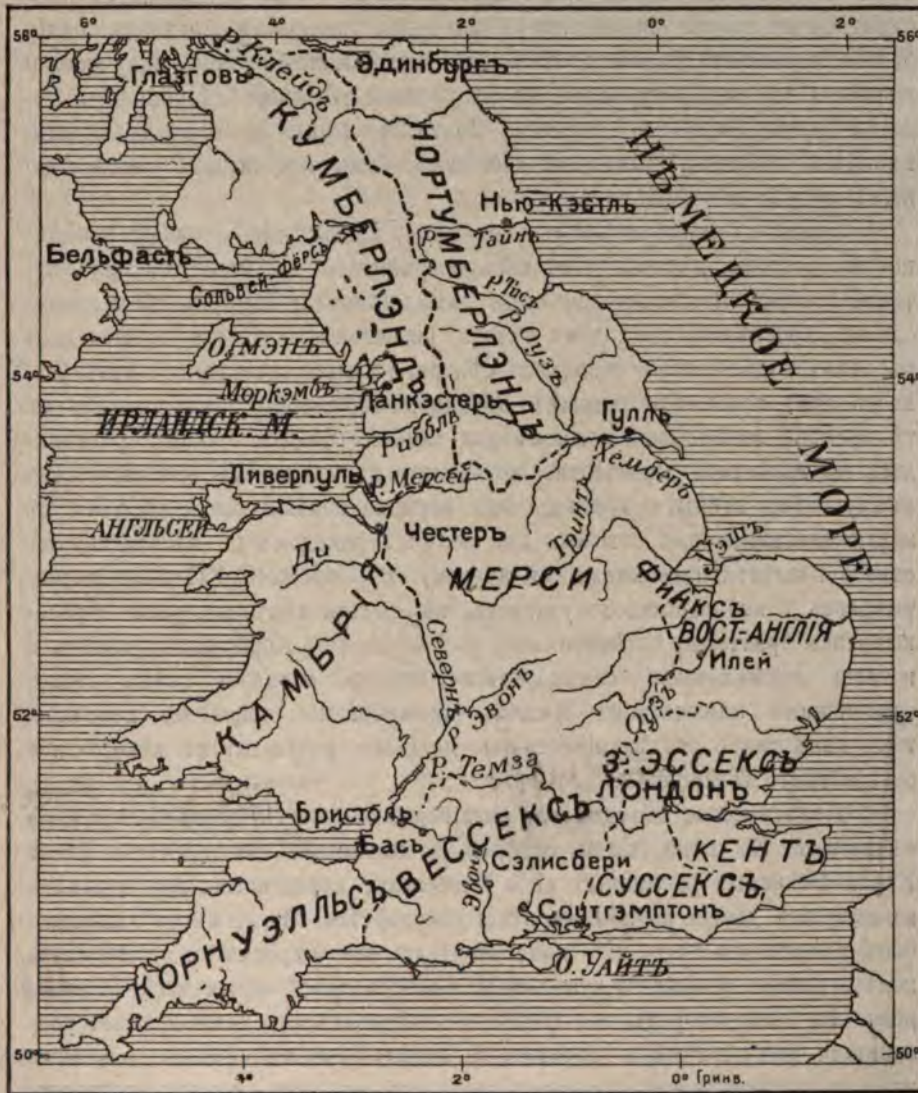 6° 4° 2° 0°
56° 56°
Р. Клейдъ
Эдинбургъ
Глазговъ
КУМБЕРЛЭНДЪ
НОРТУМБЕРЛЭНДЪ
НѢМЕЦКОЕ МОРЕ
Нью-Кэстль
Р. Тайнъ
Бельфастъ
Сольвей-Фёрсъ
Р. Тисъ
Р. Оузъ
О. МЭНЪ
54° 54°
Моркэмбъ
Ланкэстеръ
Гулль
ИРЛАНДСК. М.
Рибблъ
Хемберъ
Ливерпуль
Р. Мерсей
АНГЛЬСЕЙ
Честеръ
Тринтъ
Уэшъ
Ди
МЕРСИ
ФИНКСЪ
КАМБРІЯ
ВОСТ.-АНГЛІЯ
Севернъ
Илей
52° 52°
Р. Эвонъ
Оузъ
Р. Темза
Э. ЭССЕКСЪ
ЛОНДОНЪ
Бристоль
Басъ
ВЕССЕКСЪ
КЕНТЪ
Сэлисбери
Эвонъ
СУССЕКСЪ
Соутгэмптонъ
КОРНУЭЛЛЬСЪ
О. УАЙТЪ
50° 50°
4° 2° 0° Гринв.